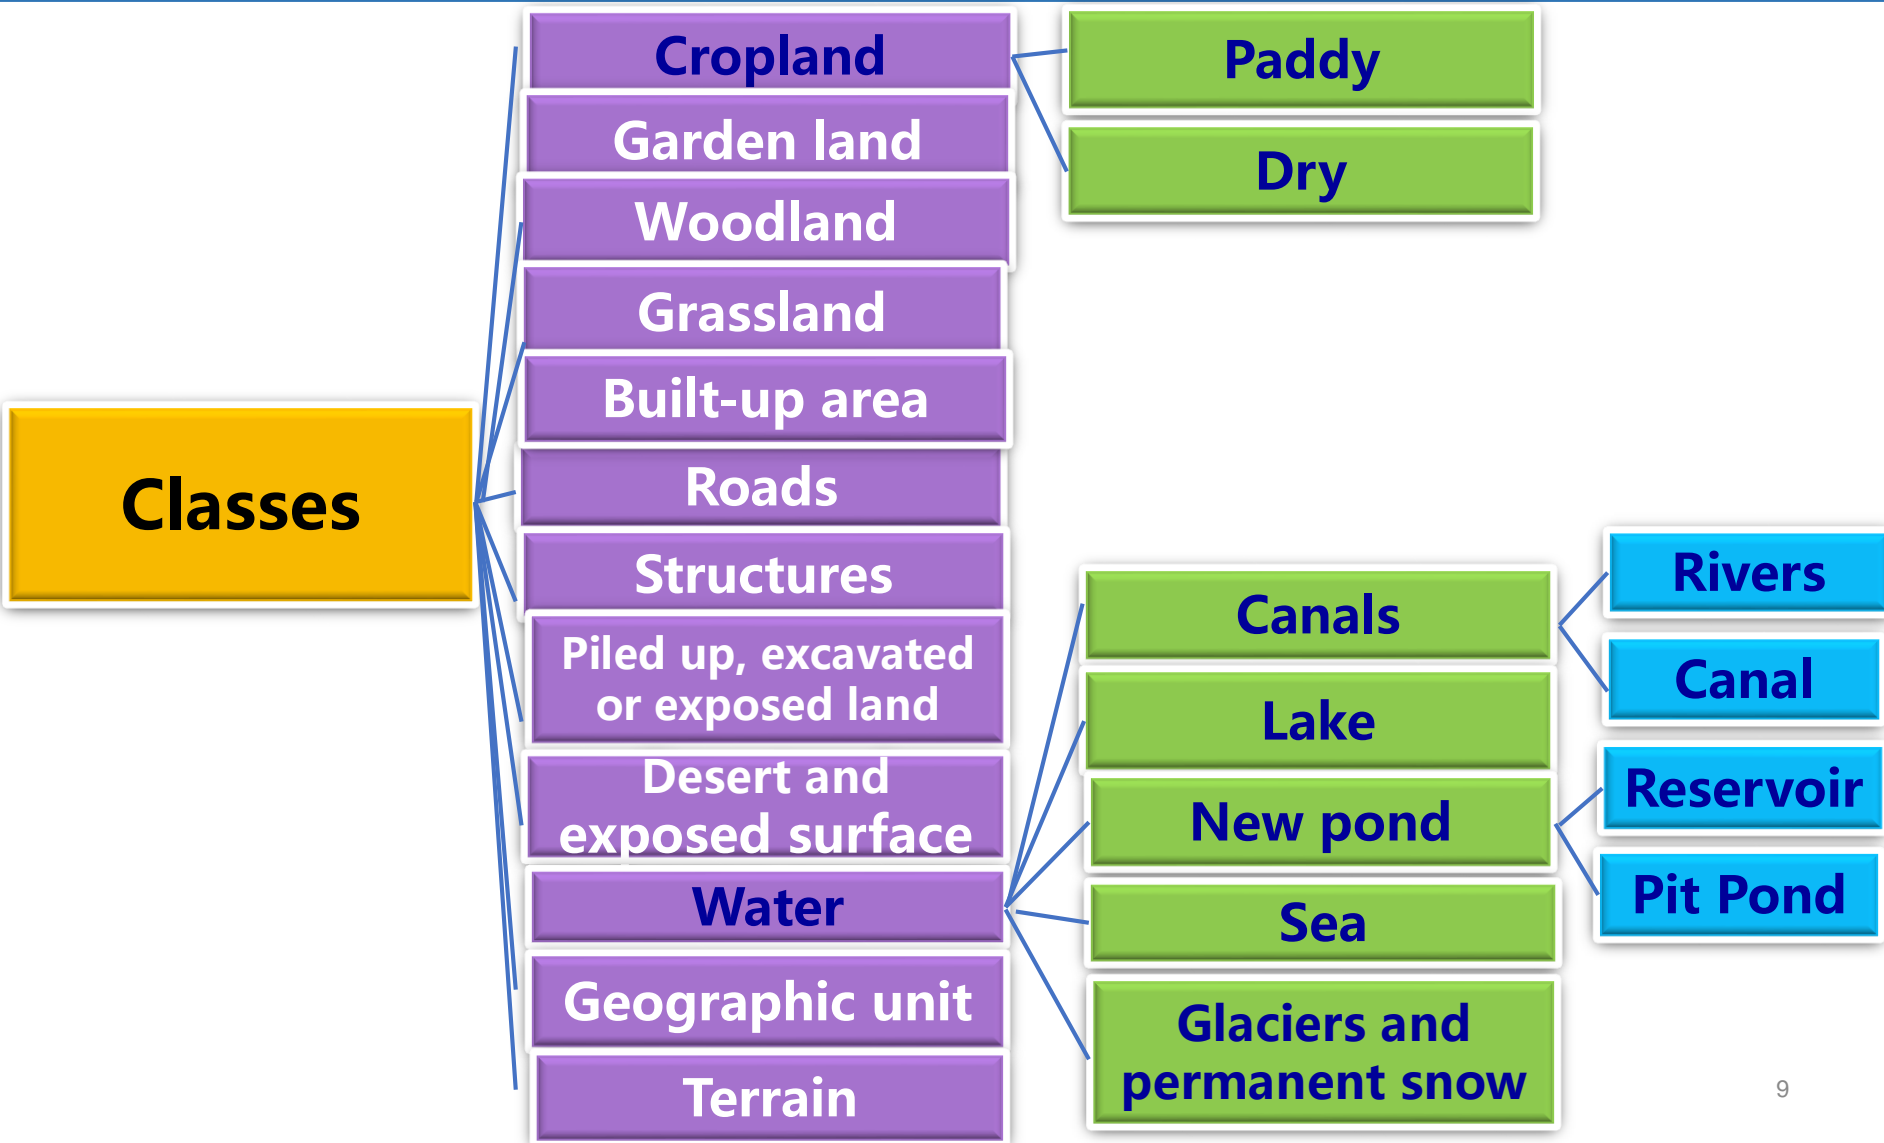 Classes
Cropland
Garden land
Woodland
Grassland
Built-up area
Roads
Structures
Piled up, excavated
or exposed land
Desert and
exposed surface
Water
Geographic unit
Terrain
Paddy
Dry
Canals
Lake
New pond
Sea
Glaciers and
permanent snow
Rivers
Canal
Reservoir
Pit Pond
9